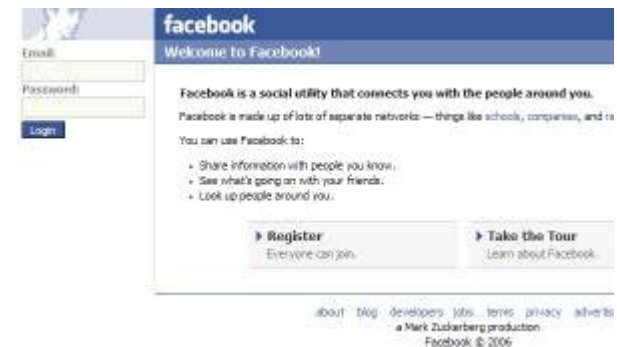 facebook
Welcome to Facebook!
Email:
Password:
Login
Facebook is a social utility that connects you with the people around you.
Facebook is made up of lots of separate networks — things like schools, companies, and
You can use Facebook to:
• Share information with people you know.
• See what's going on with your friends.
• Look up people around you.
Register
Everyone can join.
Take the Tour
Learn about Facebook.
about blog developers jobs terms privacy
a Mark Zuckerberg production
Facebook © 2006